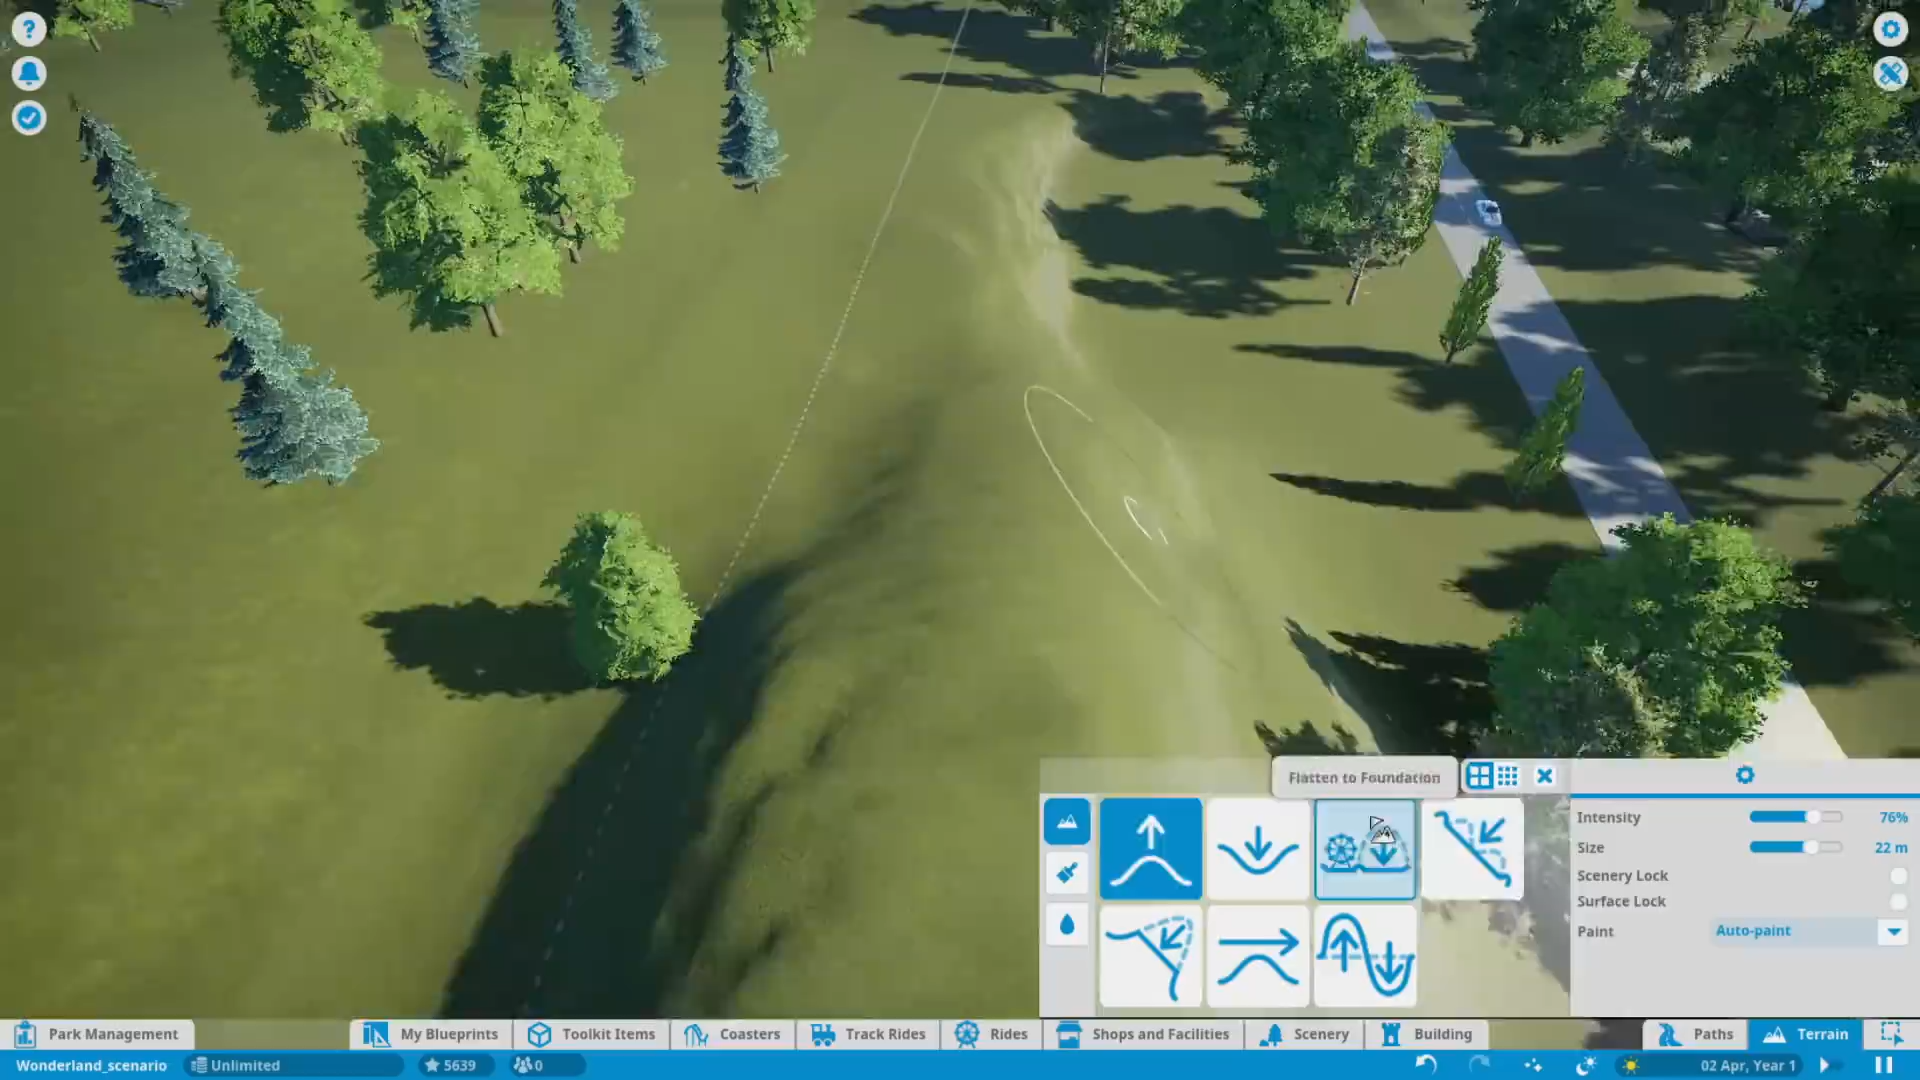 Flatten to Foundation
Intensity 76%
Size 22 m
Scenery Lock
Surface Lock
Paint Auto-paint
Park Management My Blueprints Toolkit Items Coasters Track Rides Rides Shops and Facilities Scenery Building Paths Terrain
Wonderland_scenario Unlimited 5639 0 02 Apr, Year 1